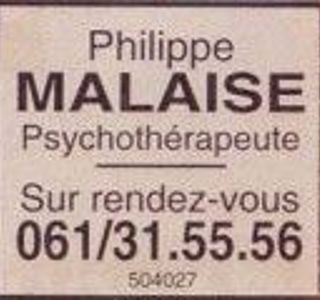 Philippe
MALAISE
Psychothérapeute
Sur rendez-vous
061/31.55.56
504027